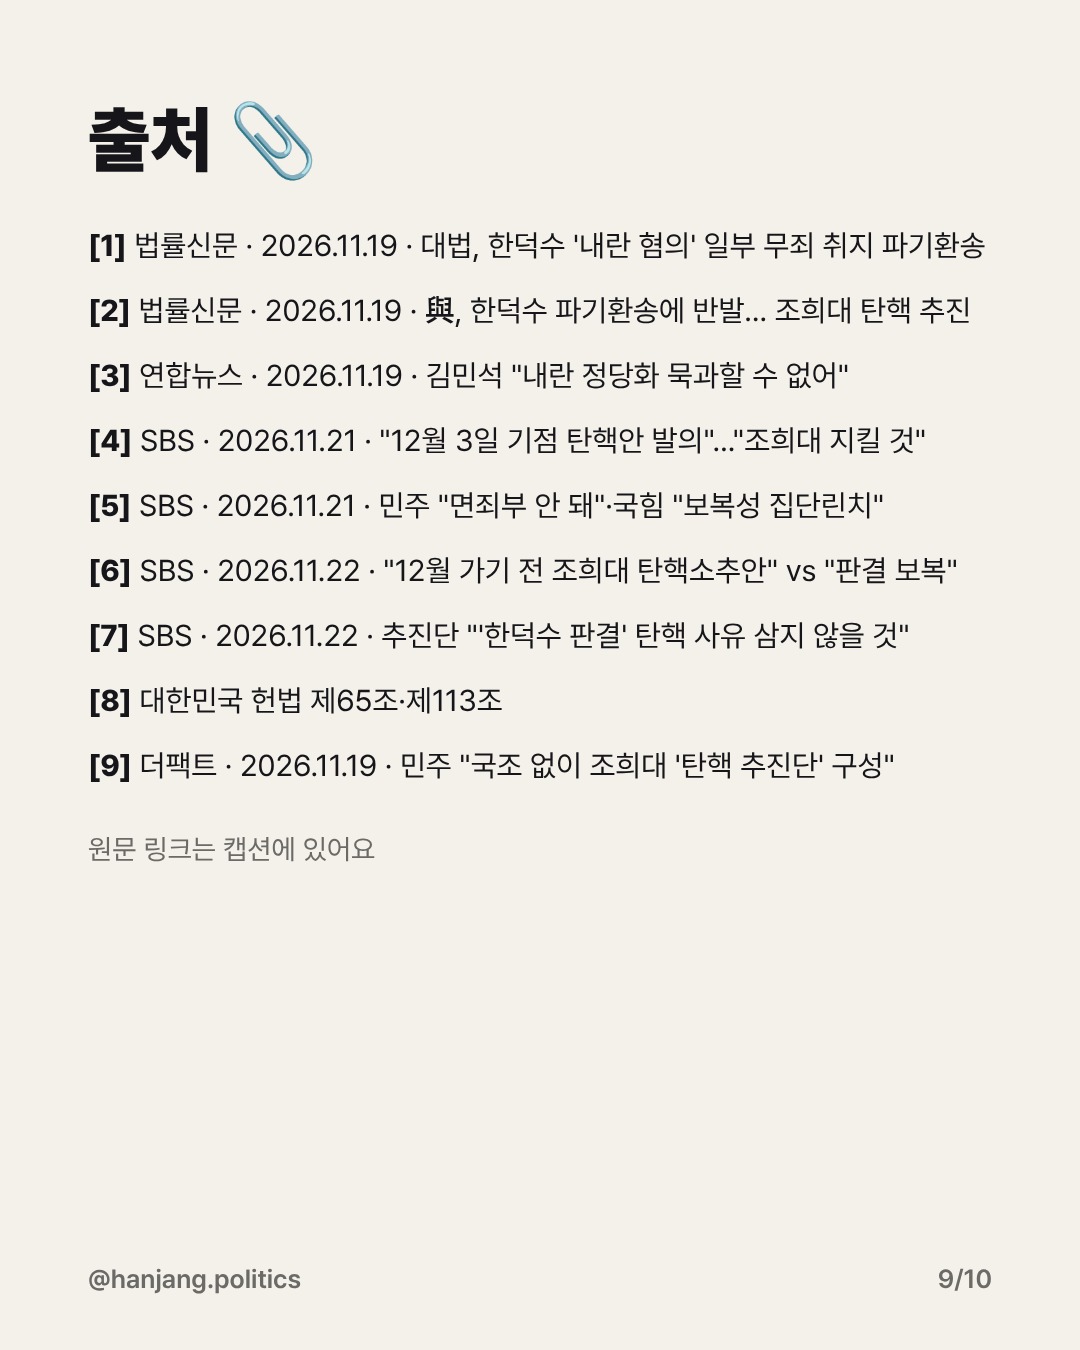 출처 📎
[1] 법률신문 · 2026.11.19 · 대법, 한덕수 '내란 혐의' 일부 무죄 취지 파기환송
[2] 법률신문 · 2026.11.19 · 與, 한덕수 파기환송에 반발... 조희대 탄핵 추진
[3] 연합뉴스 · 2026.11.19 · 김민석 "내란 정당화 묵과할 수 없어"
[4] SBS · 2026.11.21 · "12월 3일 기점 탄핵안 발의"..."조희대 지킬 것"
[5] SBS · 2026.11.21 · 민주 "면죄부 안 돼"·국힘 "보복성 집단린치"
[6] SBS · 2026.11.22 · "12월 가기 전 조희대 탄핵소추안" vs "판결 보복"
[7] SBS · 2026.11.22 · 추진단 "'한덕수 판결' 탄핵 사유 삼지 않을 것"
[8] 대한민국 헌법 제65조·제113조
[9] 더팩트 · 2026.11.19 · 민주 "국조 없이 조희대 '탄핵 추진단' 구성"
원문 링크는 캡션에 있어요
@hanjang.politics
9/10